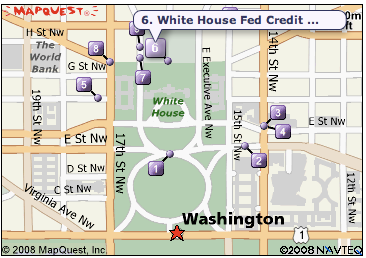 MAPQUEST
6. White House Fed Credit ...
0m
ft
H St Nw
8
6
The
World
Bank
G St Nw
7
5
White
House
E Executive Ave Nw
14th St Nw
19th St Nw
17th St Nw
15th St Nw
3
4
E St Nw
E St Nw
1
2
D St Nw
C St Nw
Virginia Ave Nw
12th St Nw
Washington
1
© 2008 MapQuest, Inc.
©2008 NAVTEQ